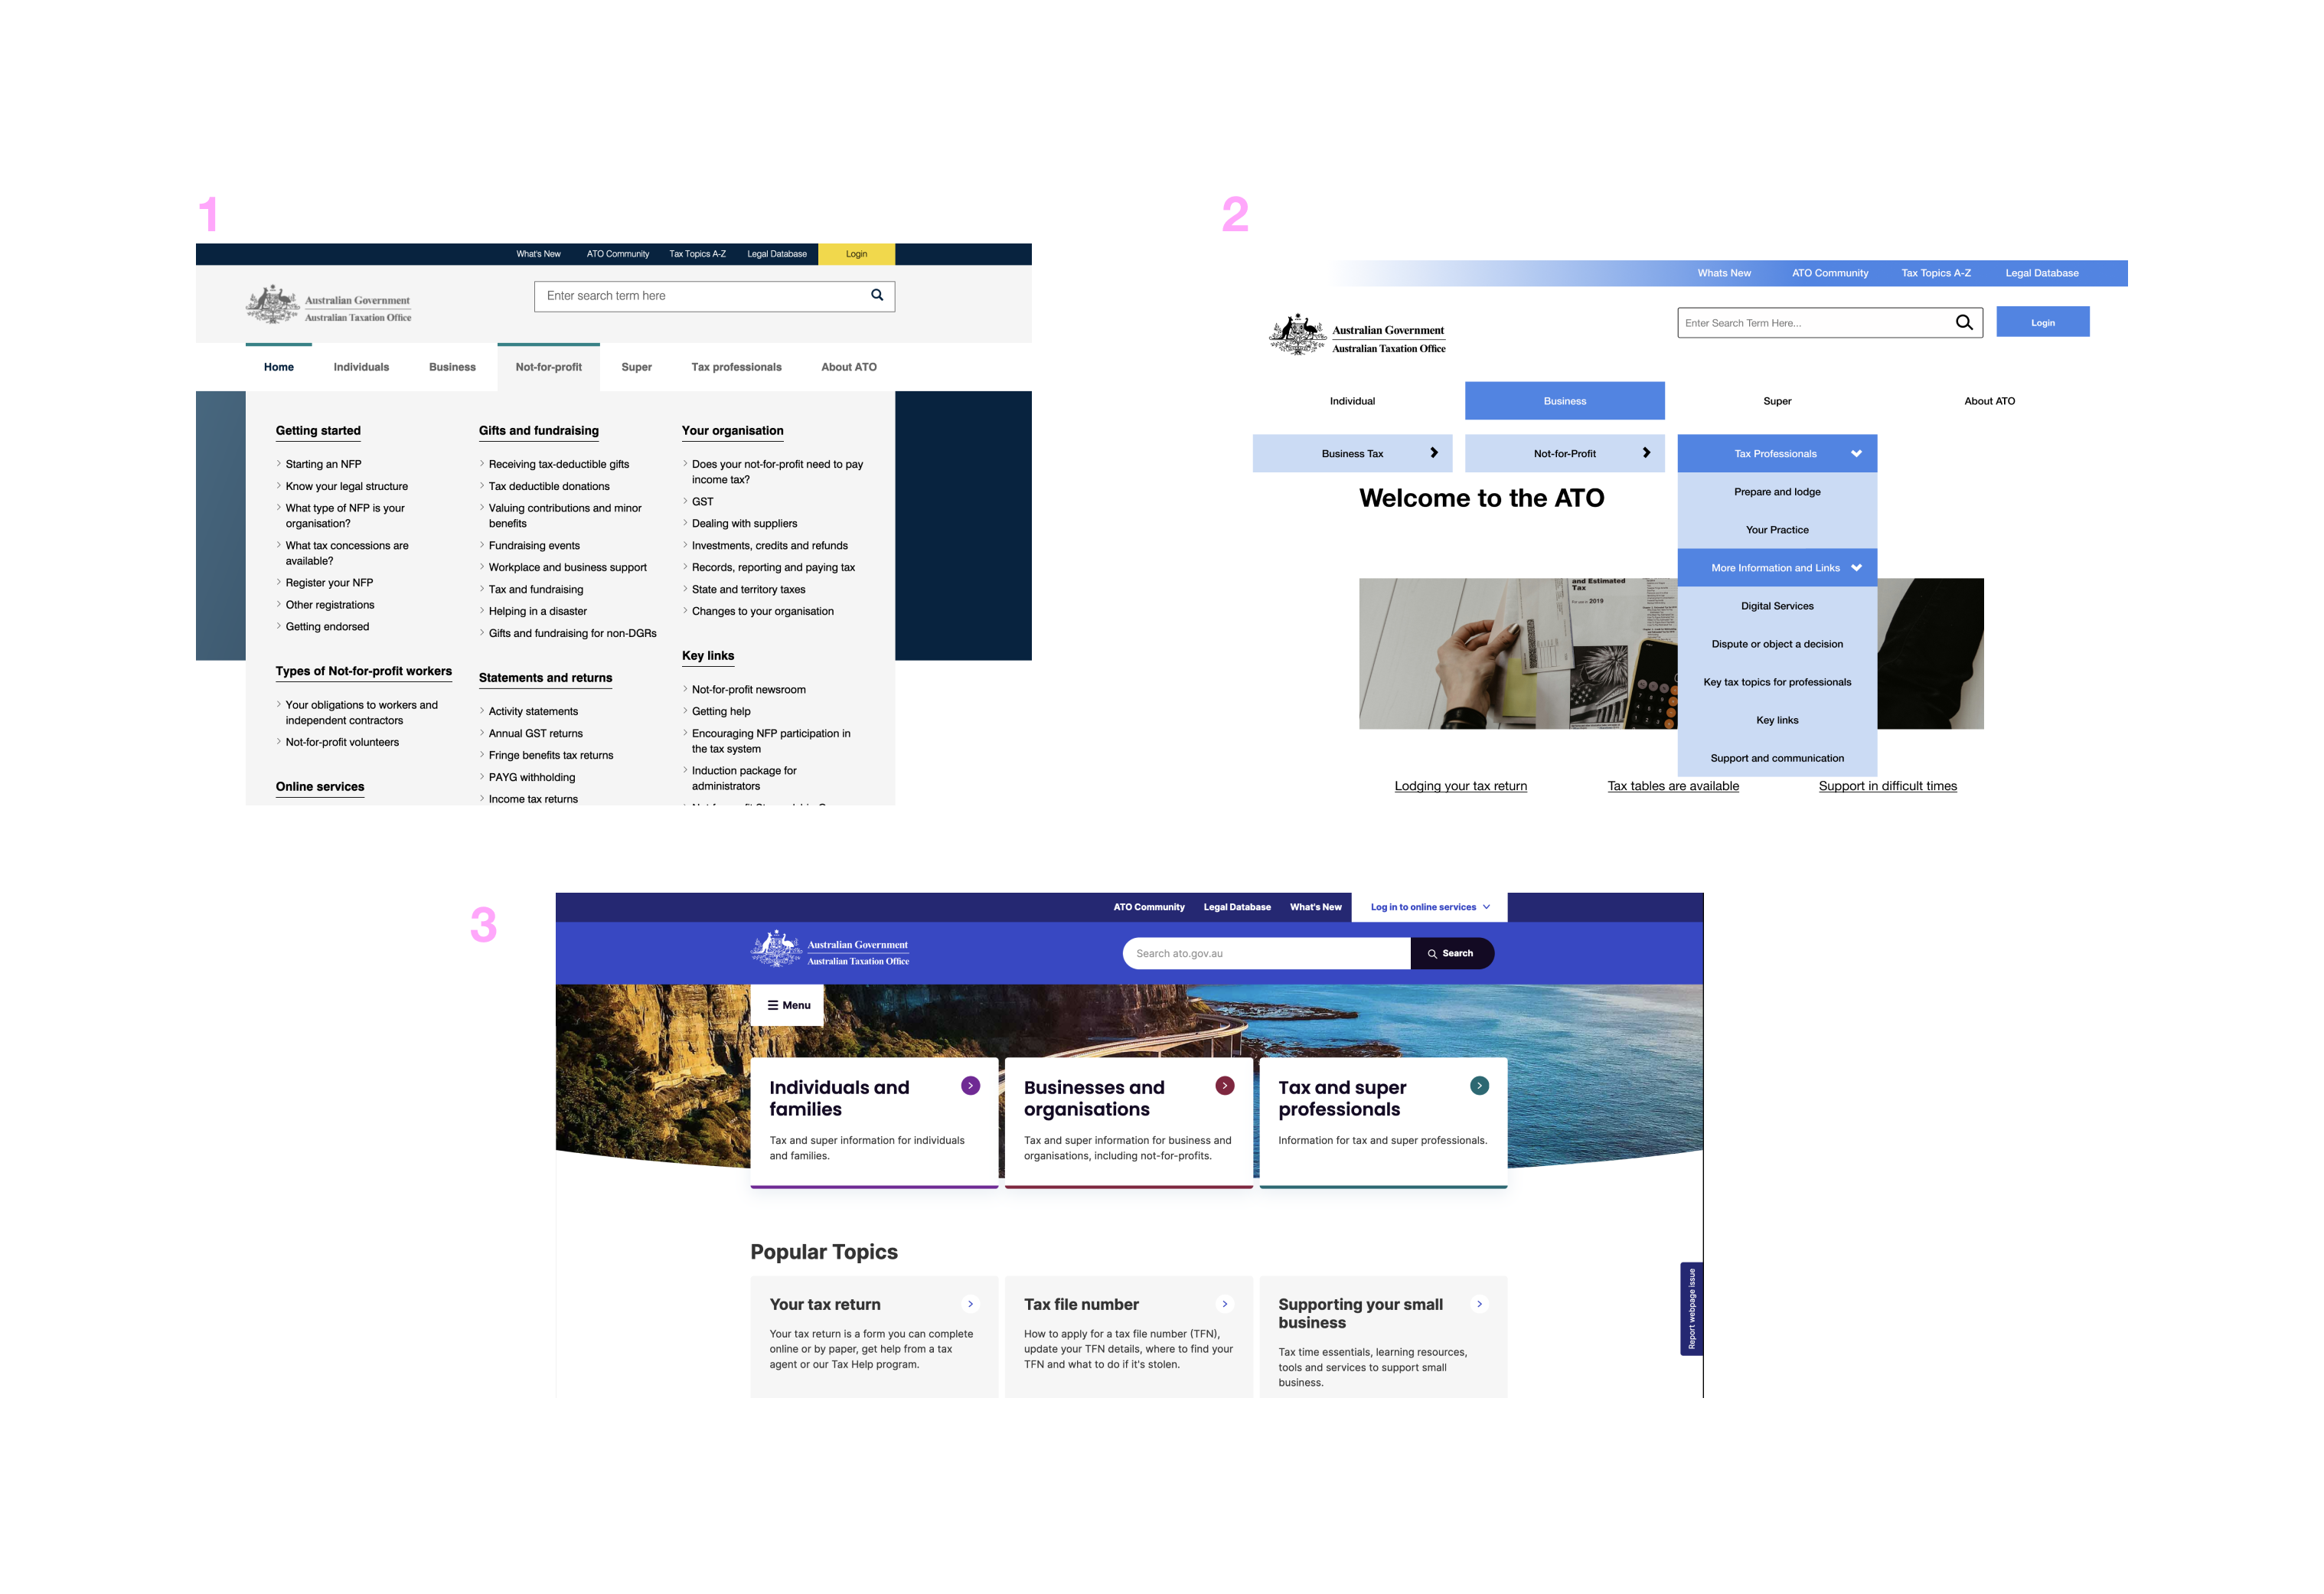 1
What's New ATO Community Tax Topics A-Z Legal Database Login
Australian Government
Australian Taxation Office
Enter search term here
Home Individuals Business Not-for-profit Super Tax professionals About ATO
Getting started
Starting an NFP
Know your legal structure
What type of NFP is your
organisation?
What tax concessions are
available?
Register your NFP
Other registrations
Getting endorsed
Types of Not-for-profit workers
Your obligations to workers and
independent contractors
Not-for-profit volunteers
Online services
Gifts and fundraising
Receiving tax-deductible gifts
Tax deductible donations
Valuing contributions and minor
benefits
Fundraising events
Workplace and business support
Tax and fundraising
Helping in a disaster
Gifts and fundraising for non-DGRs
Statements and returns
Activity statements
Annual GST returns
Fringe benefits tax returns
PAYG withholding
Income tax returns
Your organisation
Does your not-for-profit need to pay
income tax?
GST
Dealing with suppliers
Investments, credits and refunds
Records, reporting and paying tax
State and territory taxes
Changes to your organisation
Key links
Not-for-profit newsroom
Getting help
Encouraging NFP participation in
the tax system
Induction package for
administrators
2
Whats New ATO Community Tax Topics A-Z Legal Database
Australian Government
Australian Taxation Office
Enter Search Term Here...
Login
Individual Business Super About ATO
Business Tax Not-for-Profit Tax Professionals
Prepare and lodge
Your Practice
More Information and Links
Digital Services
Dispute or object a decision
Key tax topics for professionals
Key links
Support and communication
Welcome to the ATO
and Estimated
Tax
2019
Lodging your tax return Tax tables are available Support in difficult times
3
ATO Community Legal Database What's New Log in to online services
Australian Government
Australian Taxation Office
Search ato.gov.au
Search
Menu
Individuals and
families
Tax and super information for individuals
and families.
Businesses and
organisations
Tax and super information for business and
organisations, including not-for-profits.
Tax and super
professionals
Information for tax and super professionals.
Popular Topics
Your tax return
Your tax return is a form you can complete
online or by paper, get help from a tax
agent or our Tax Help program.
Tax file number
How to apply for a tax file number (TFN),
update your TFN details, where to find your
TFN and what to do if it's stolen.
Supporting your small
business
Tax time essentials, learning resources,
tools and services to support small
business.
Report webpage issue